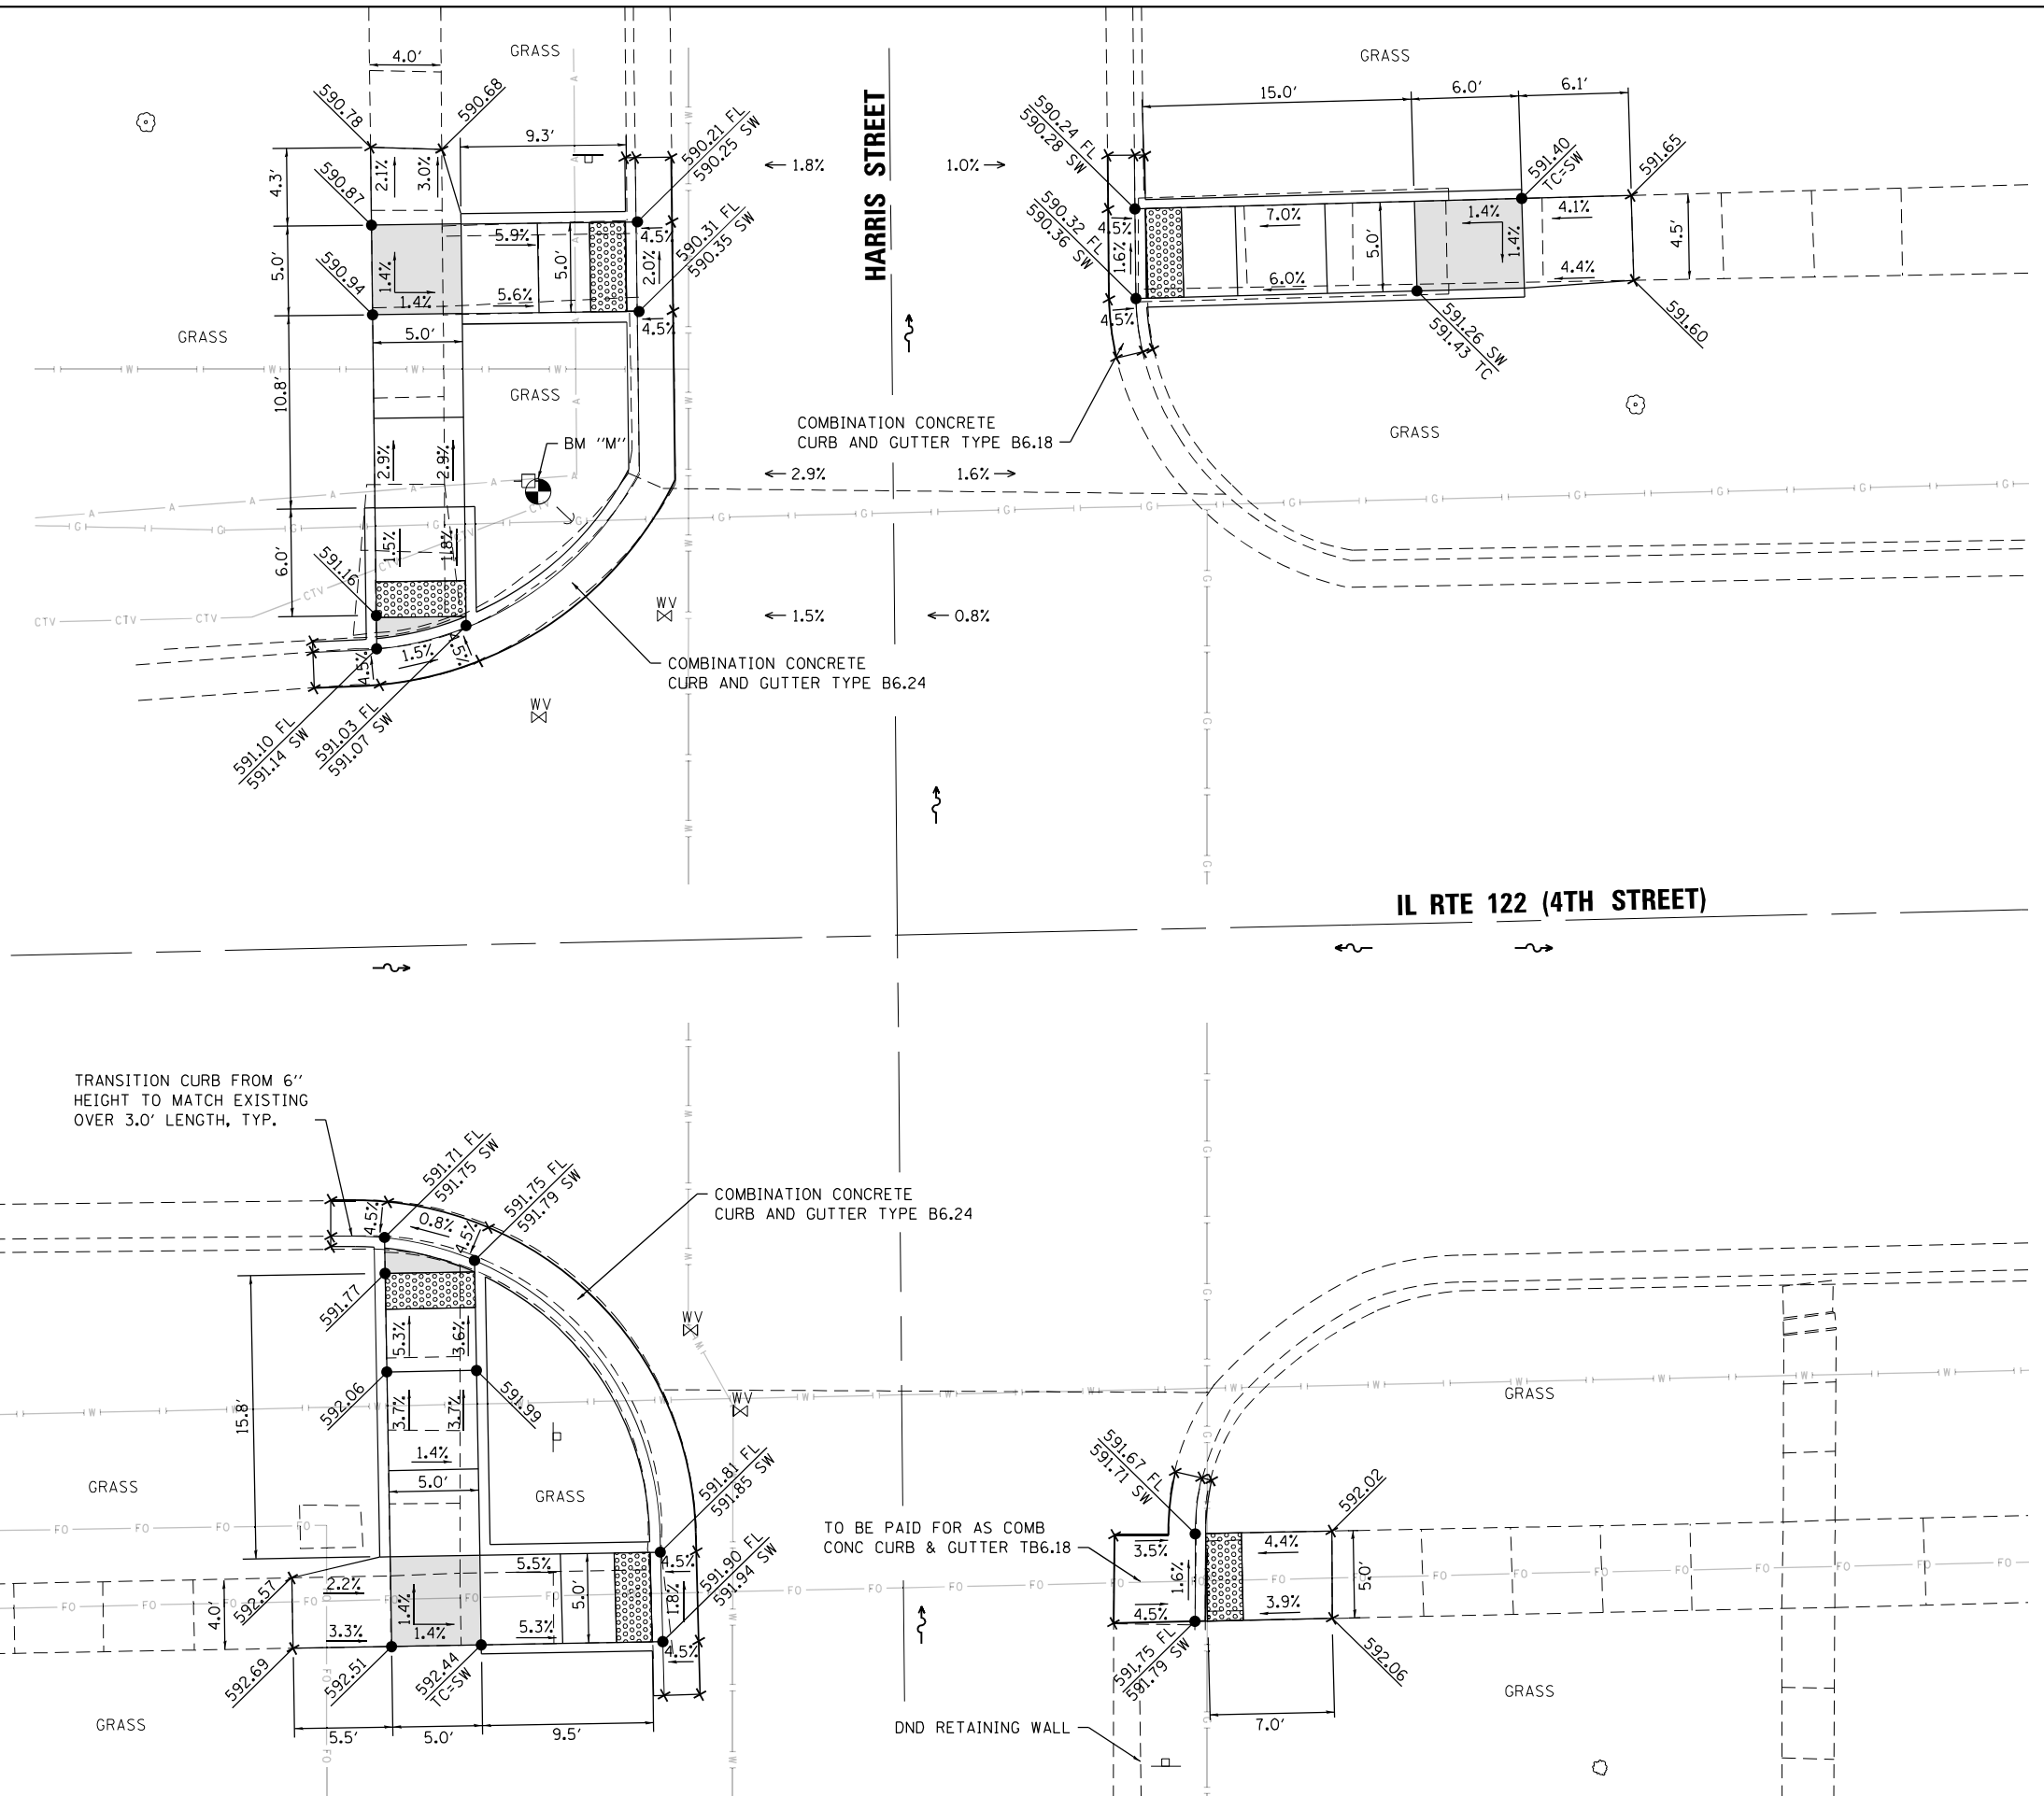 GRASS
4.0'
590.78
590.68
9.3'
590.21 FL
590.25 SW
4.3'
2.1%
3.0%
590.87
590.31 FL
590.35 SW
5.9%
4.5%
5.0'
5.0'
2.0%
590.94
1.4%
1.4%
5.6%
4.5%
5.0'
GRASS
10.8'
GRASS
BM "M"
2.9%
2.9%
6.0'
1.5%
1.8%
591.16
1.5%
4.5%
4.5%
591.10 FL
591.14 SW
591.03 FL
591.07 SW
WV
WV
COMBINATION CONCRETE
CURB AND GUTTER TYPE B6.24
HARRIS STREET
1.8%
1.0%
2.9%
1.6%
1.5%
0.8%
COMBINATION CONCRETE
CURB AND GUTTER TYPE B6.18
GRASS
15.0'
6.0'
6.1'
590.24 FL
590.28 SW
590.32 FL
590.36 SW
591.40
TC=SW
591.65
4.5%
1.6%
4.5%
7.0%
6.0%
5.0'
1.4%
1.4%
4.1%
4.4%
4.5'
591.26 SW
591.43 TC
591.60
GRASS
IL RTE 122 (4TH STREET)
TRANSITION CURB FROM 6"
HEIGHT TO MATCH EXISTING
OVER 3.0' LENGTH, TYP.
591.71 FL
591.75 SW
591.75 FL
591.79 SW
COMBINATION CONCRETE
CURB AND GUTTER TYPE B6.24
4.5%
0.8%
4.5%
591.77
15.8'
5.3%
3.6%
592.06
591.99
3.7%
3.7%
1.4%
5.0'
GRASS
GRASS
WV
WV
591.81 FL
591.85 SW
591.90 FL
591.94 SW
592.57
2.2%
4.0'
3.3%
1.4%
1.4%
5.5%
5.3%
5.0'
4.5%
1.8%
4.5%
592.69
592.51
592.44
TC=SW
GRASS
5.5'
5.0'
9.5'
GRASS
591.67 FL
591.71 SW
592.02
TO BE PAID FOR AS COMB
CONC CURB & GUTTER TB6.18
3.5%
1.6%
4.5%
4.4%
3.9%
5.0'
591.75 FL
591.79 SW
592.06
GRASS
DND RETAINING WALL
7.0'
W
A
G
CTV
FO